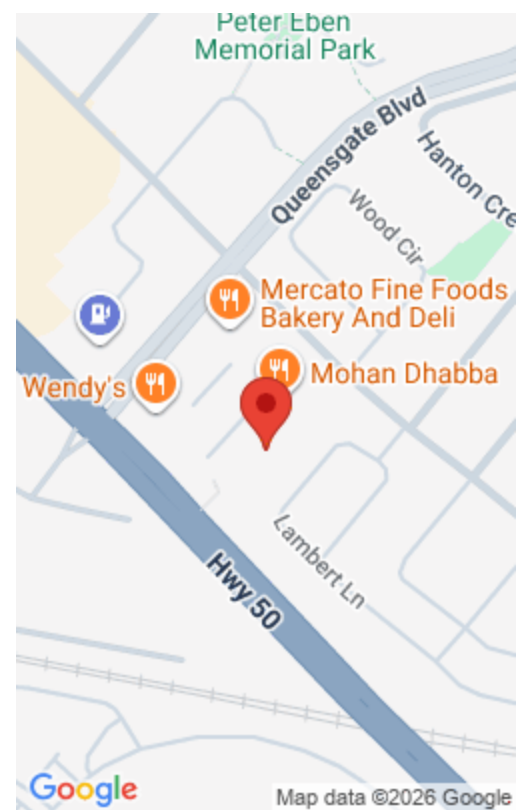 Peter Eben
Memorial Park
Queensgate Blvd
Hanton Cre
Wood Cir
Mercato Fine Foods
Bakery And Deli
Wendy's
Mohan Dhabba
Lambert Ln
Hwy 50
Google
Map data ©2026 Google